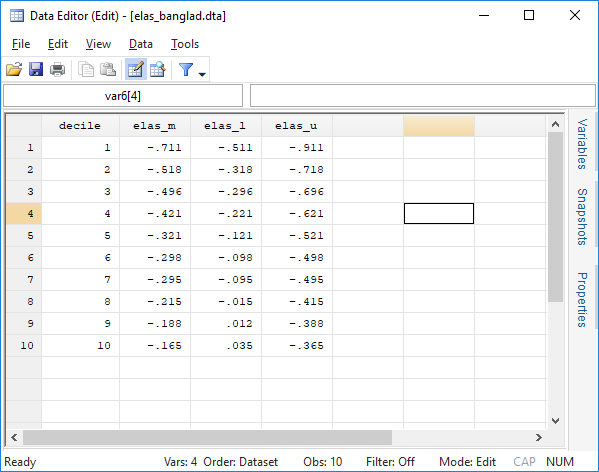 Data Editor (Edit) - [elas_banglad.dta]
File Edit View Data Tools
var6[4]
decile elas_m elas_l elas_u
1 1 -.711 -.511 -.911
2 2 -.518 -.318 -.718
3 3 -.496 -.296 -.696
4 4 -.421 -.221 -.621
5 5 -.321 -.121 -.521
6 6 -.298 -.098 -.498
7 7 -.295 -.095 -.495
8 8 -.215 -.015 -.415
9 9 -.188 .012 -.388
10 10 -.165 .035 -.365
Variables
Snapshots
Properties
Ready Vars: 4 Order: Dataset Obs: 10 Filter: Off Mode: Edit CAP NUM